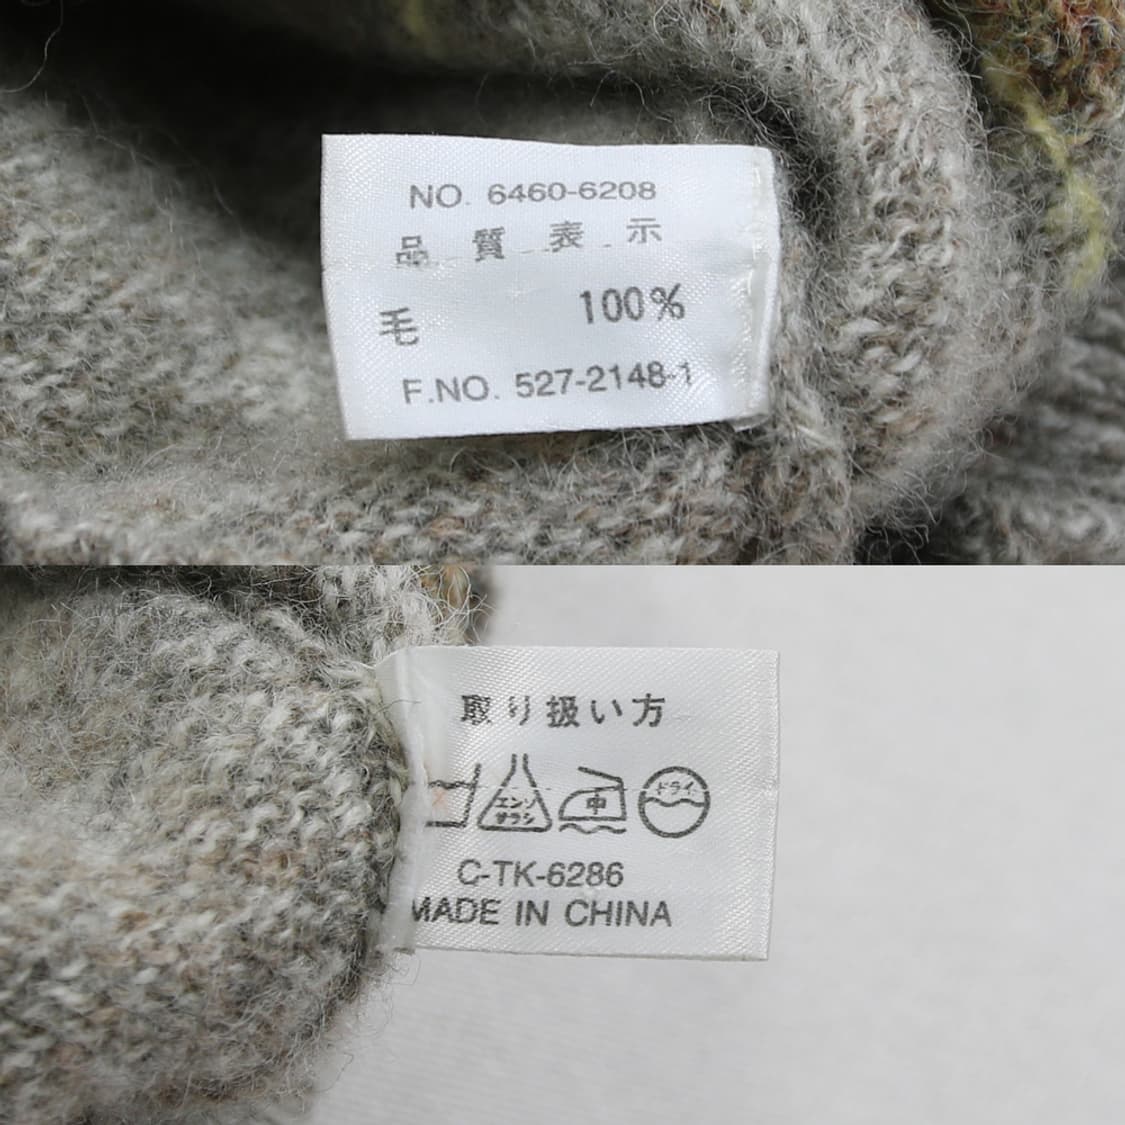 NO. 6460-6208
品質表示
毛 100%
F.NO. 527-2148-1
取り扱い方
エンソ
サラシ
中
ドライ
C-TK-6286
MADE IN CHINA